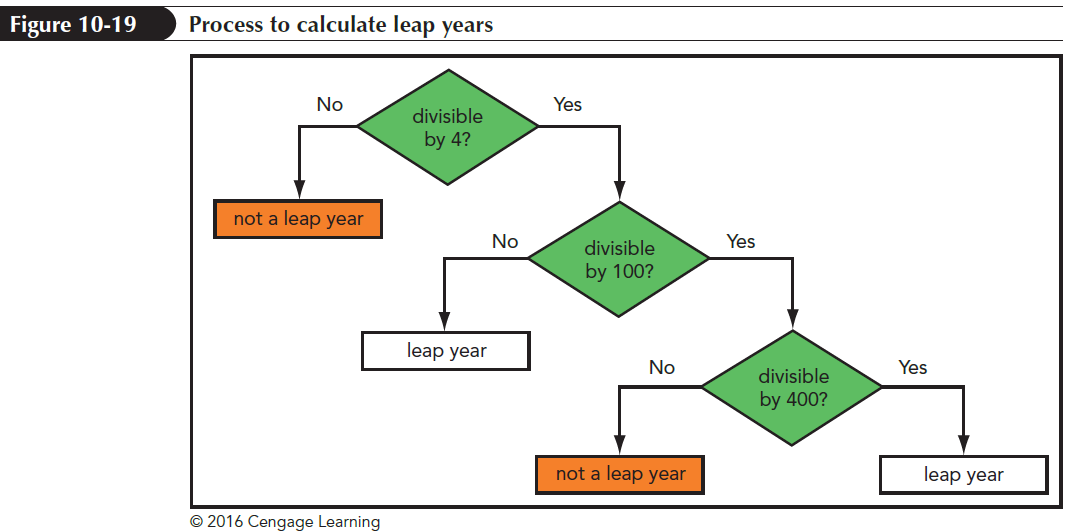 Figure 10-19 Process to calculate leap years
No
divisible
by 4?
Yes
not a leap year
No
divisible
by 100?
Yes
leap year
No
divisible
by 400?
Yes
not a leap year
leap year
© 2016 Cengage Learning